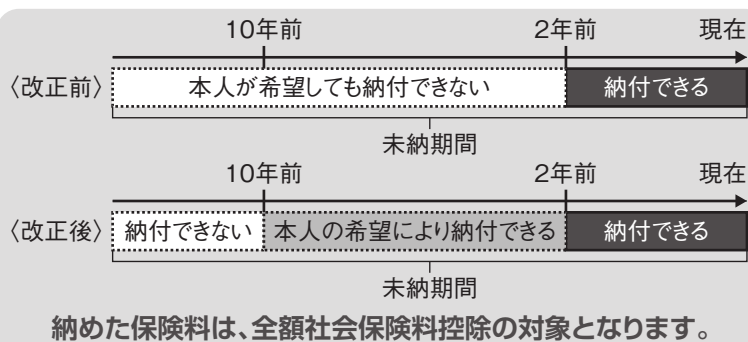 10年前 2年前 現在
〈改正前〉 本人が希望しても納付できない 納付できる
未納期間
10年前 2年前 現在
〈改正後〉 納付できない 本人の希望により納付できる 納付できる
未納期間
納めた保険料は、全額社会保険料控除の対象となります。